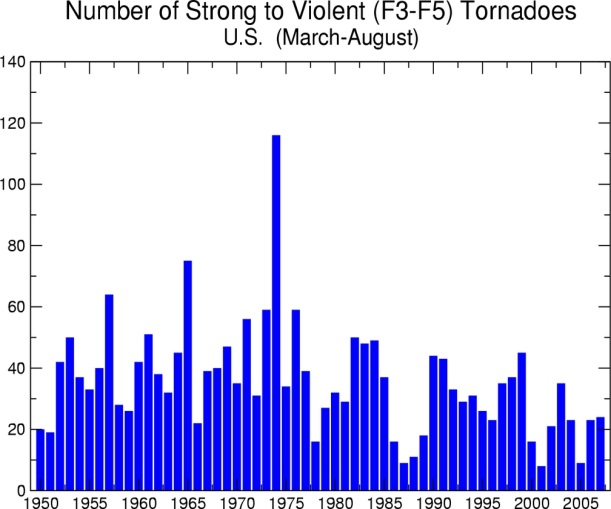 Number of Strong to Violent (F3-F5) Tornadoes
U.S. (March-August)
140
120
100
80
60
40
20
0
1950 1955 1960 1965 1970 1975 1980 1985 1990 1995 2000 2005